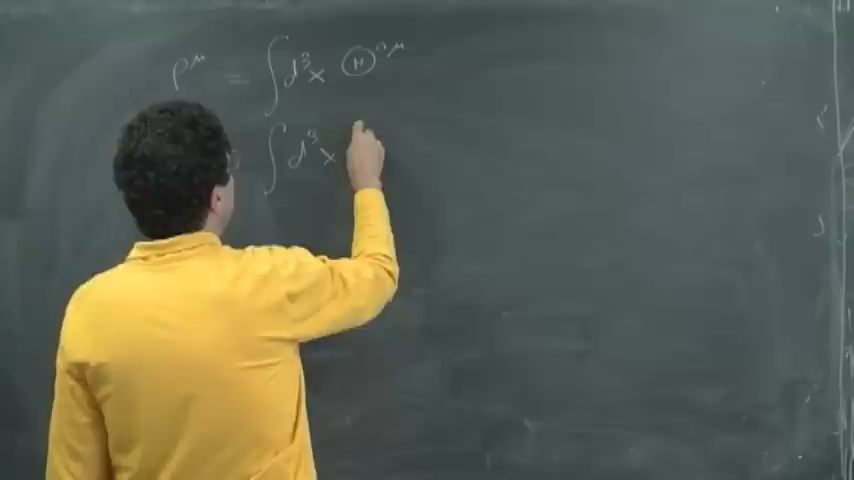 P^μ = ∫ d³x Θ^{0μ}
∫ d³x